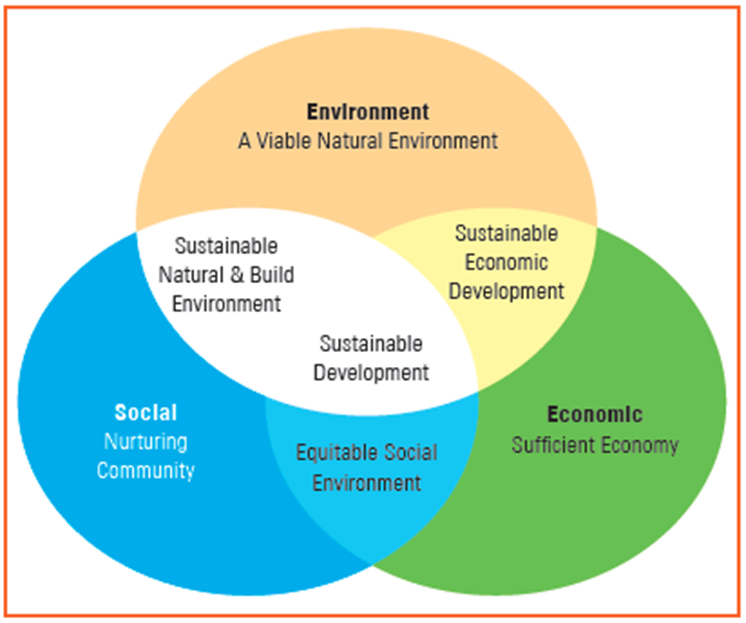 Environment
A Viable Natural Environment
Sustainable
Natural & Build
Environment
Sustainable
Economic
Development
Sustainable
Development
Social
Nurturing
Community
Economic
Sufficient Economy
Equitable Social
Environment